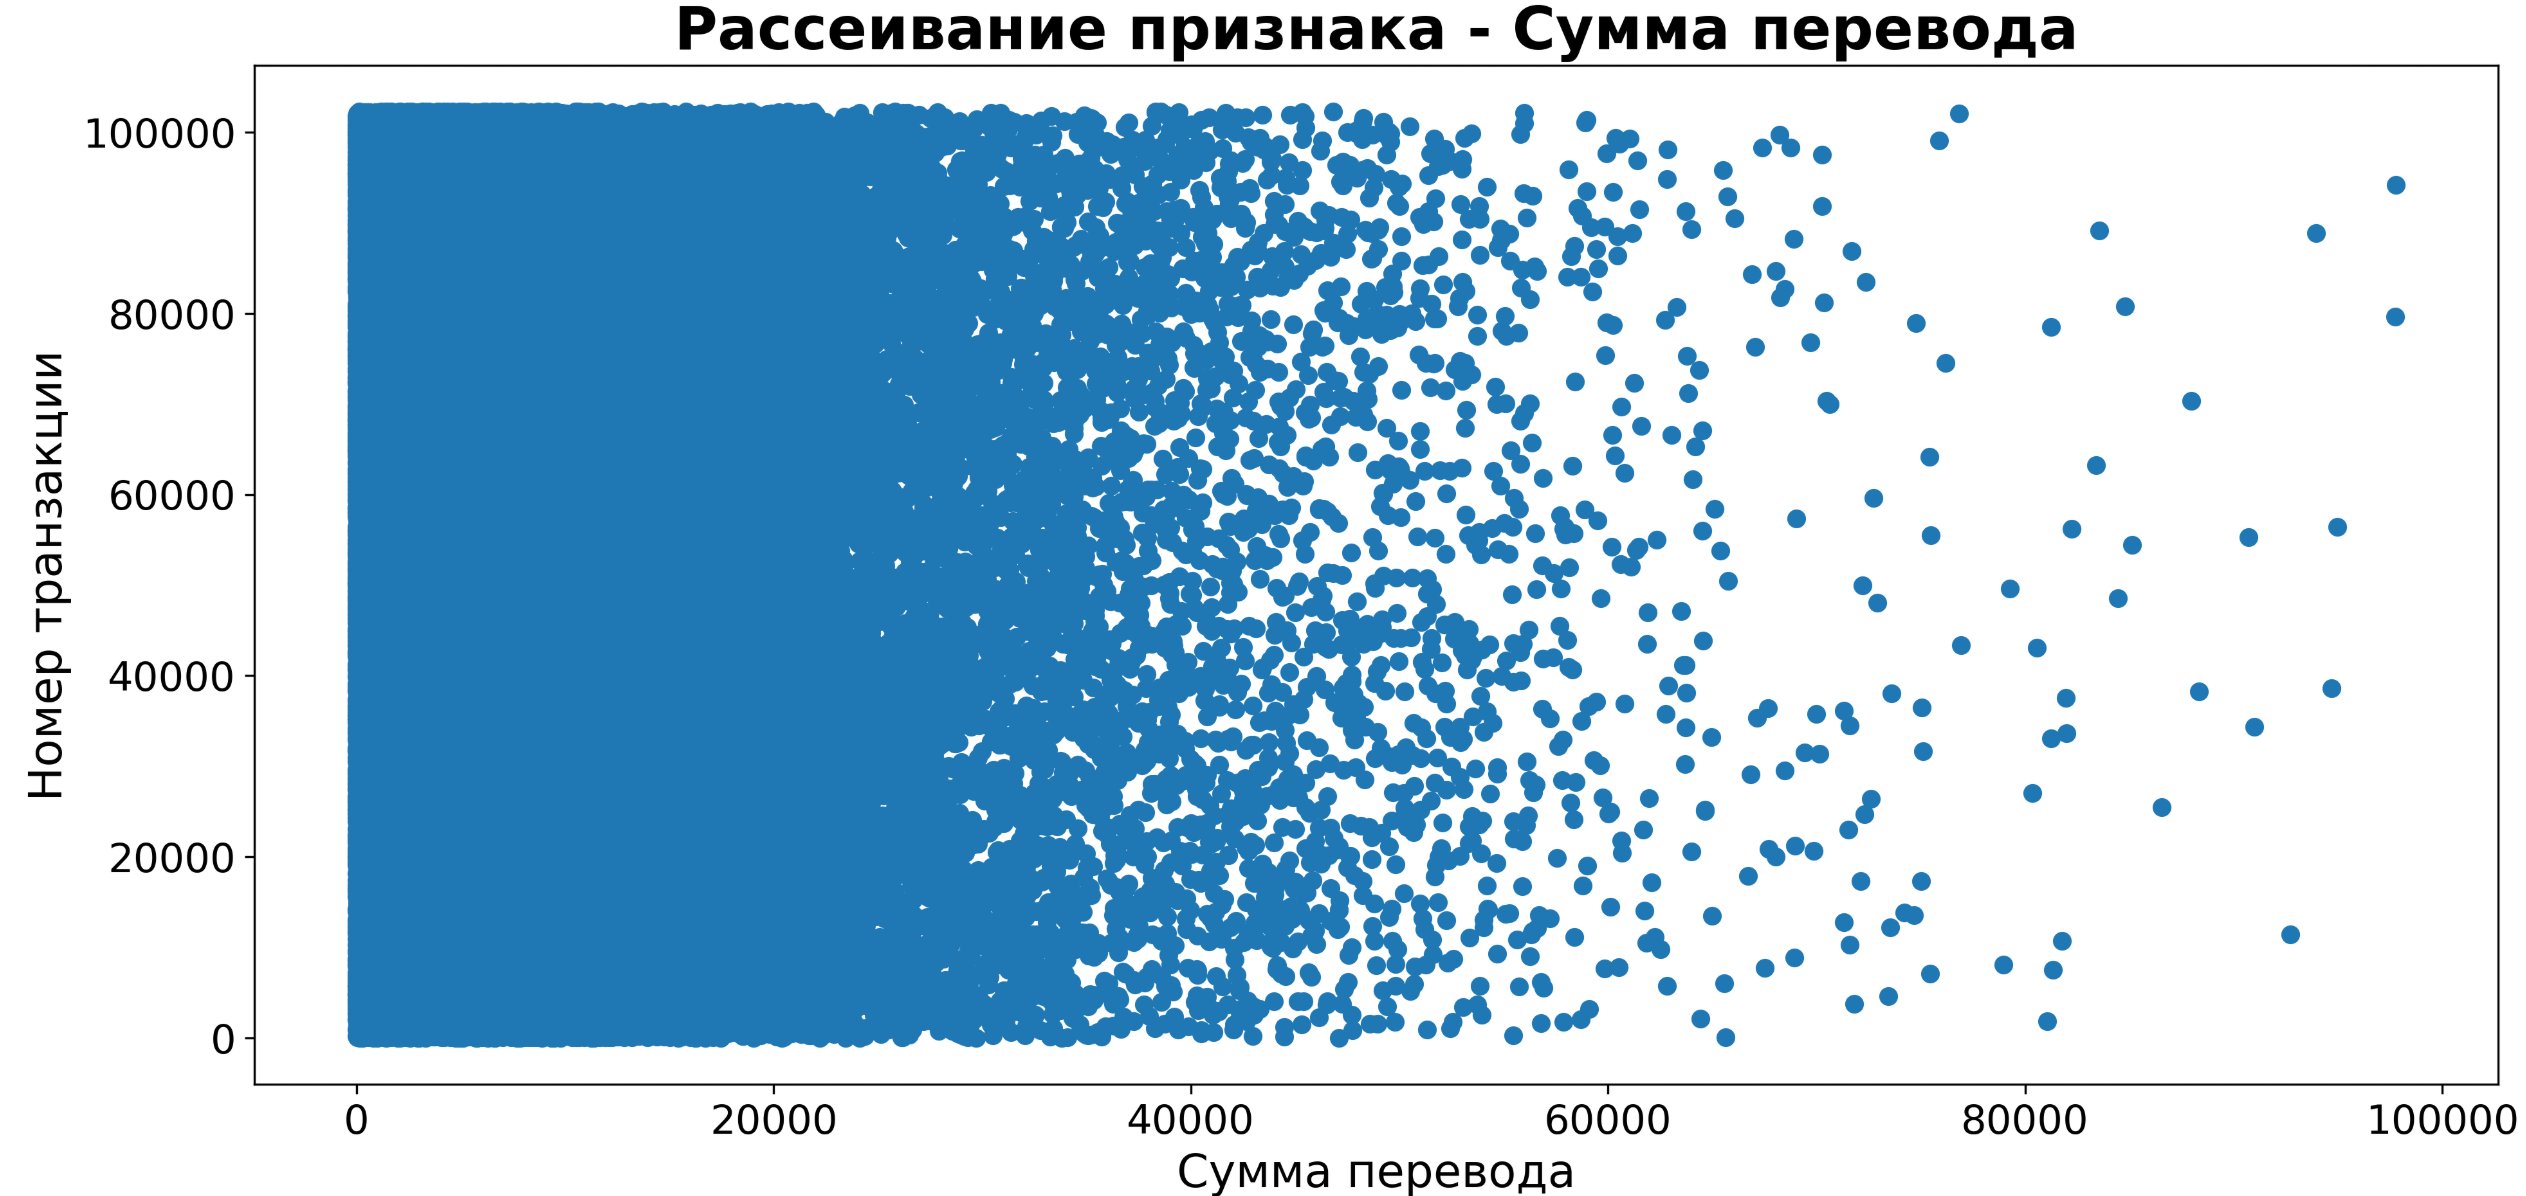 Рассеивание признака - Сумма перевода
Номер транзакции
100000
80000
60000
40000
20000
0
0 20000 40000 60000 80000 100000
Сумма перевода